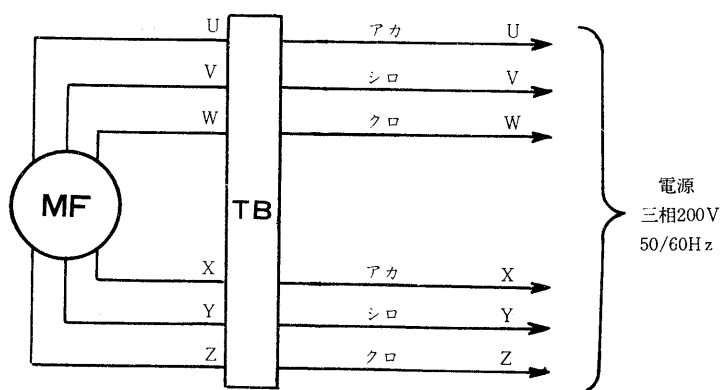 U アカ U
V シロ V
W クロ W
MF
TB
電源
三相200V
50/60Hz
X アカ X
Y シロ Y
Z クロ Z